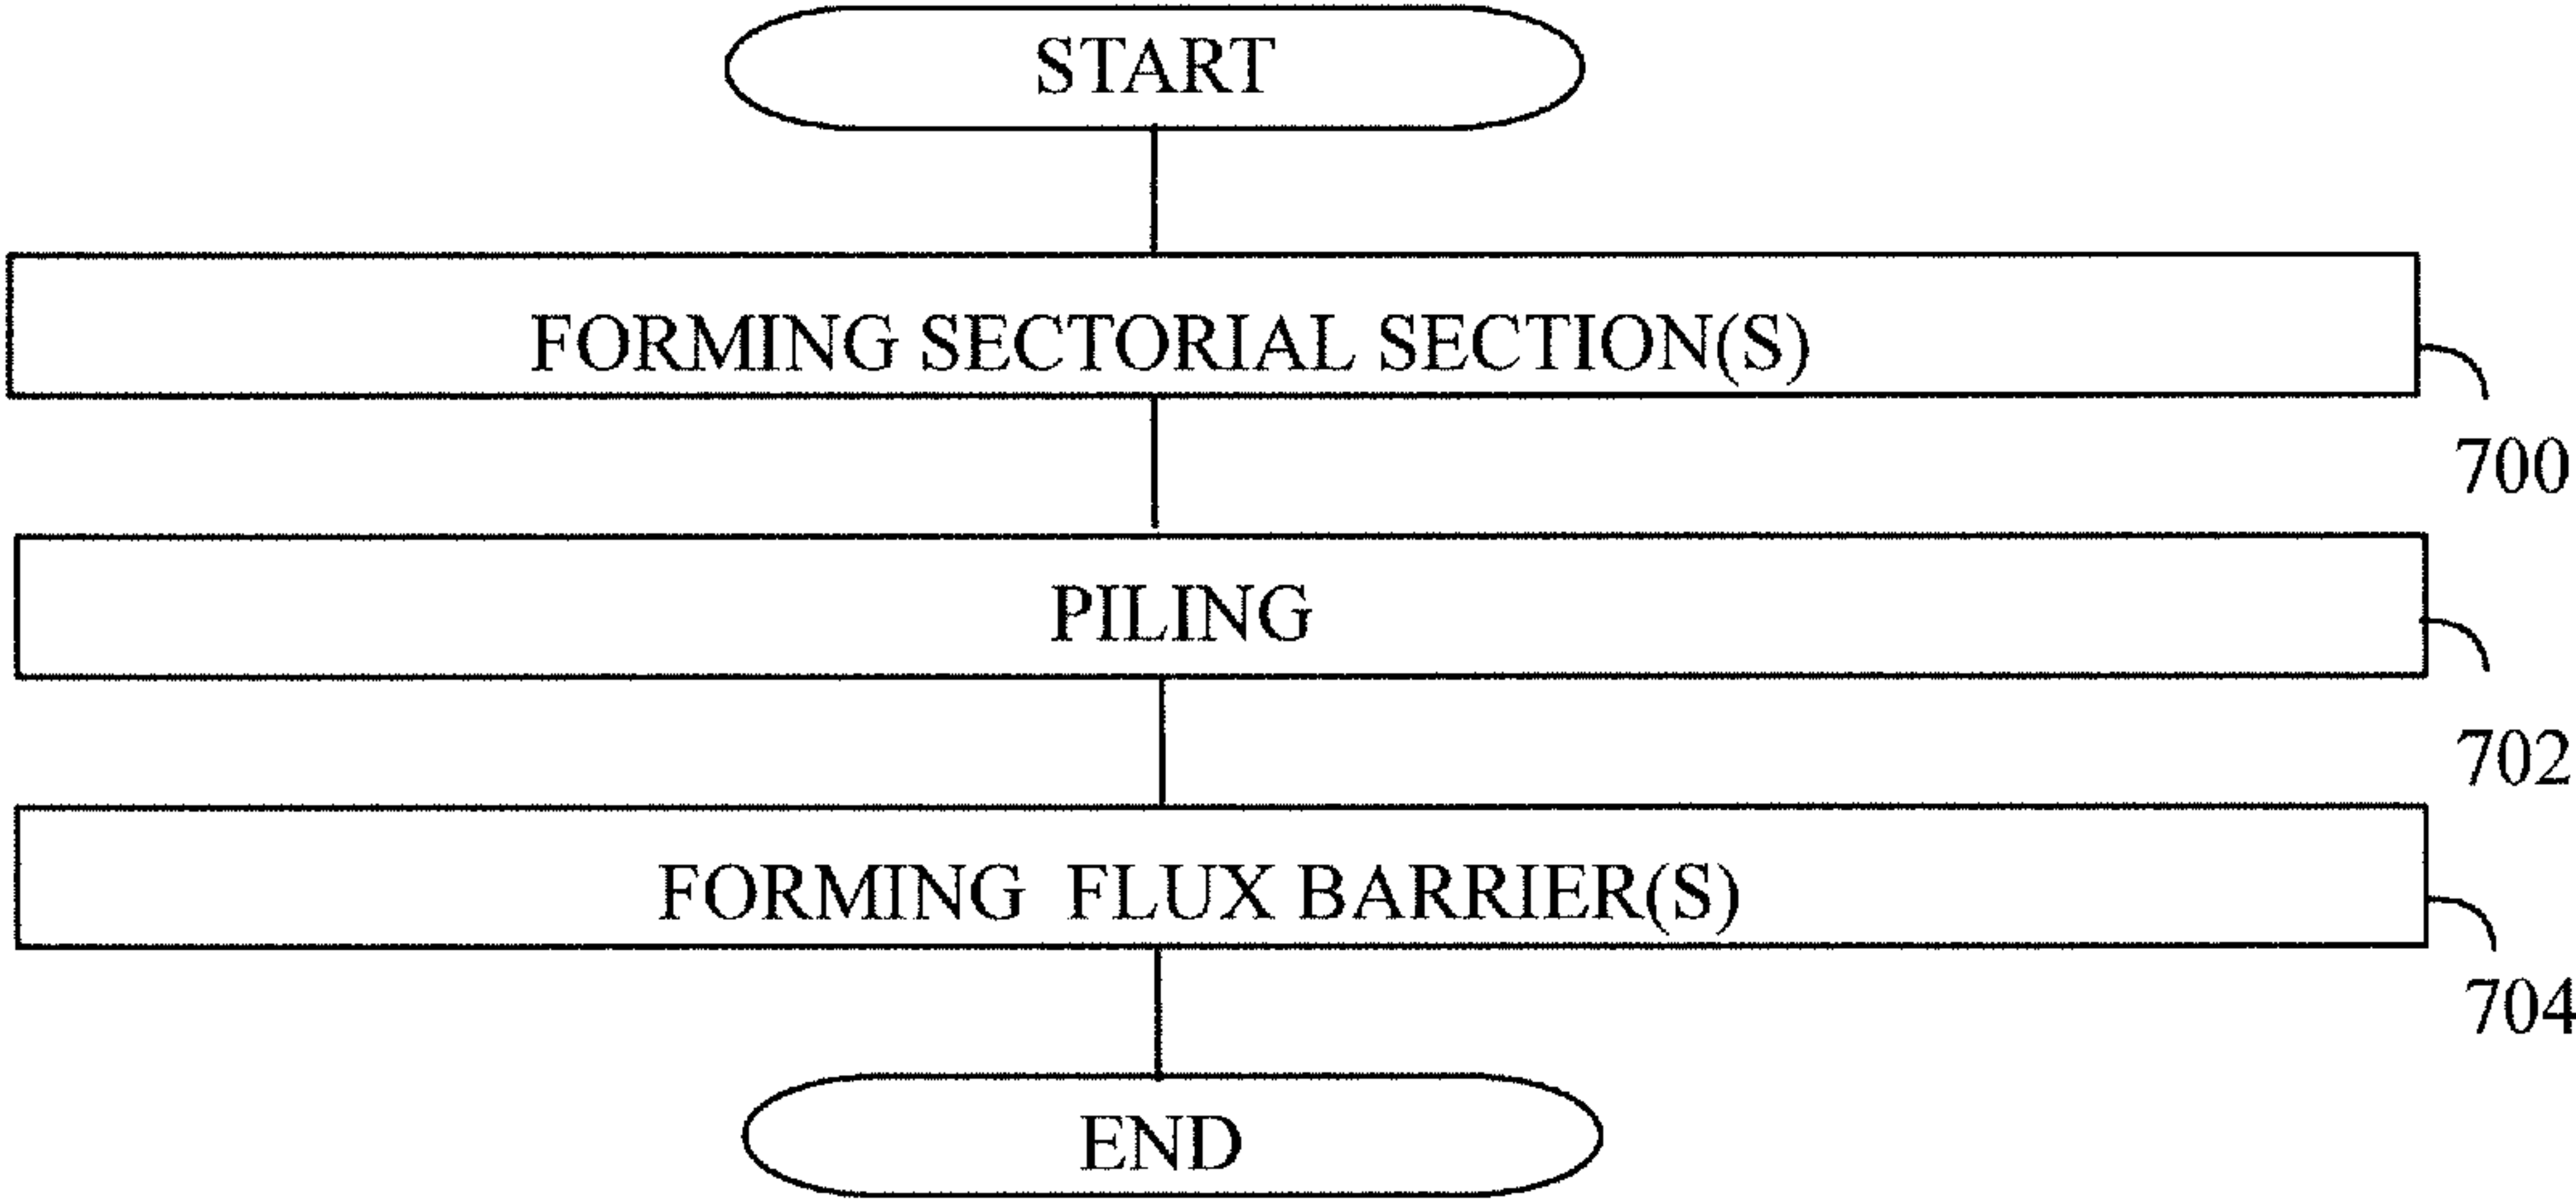 START
FORMING SECTORIAL SECTION(S)
700
PILING
702
FORMING FLUX BARRIER(S)
704
END